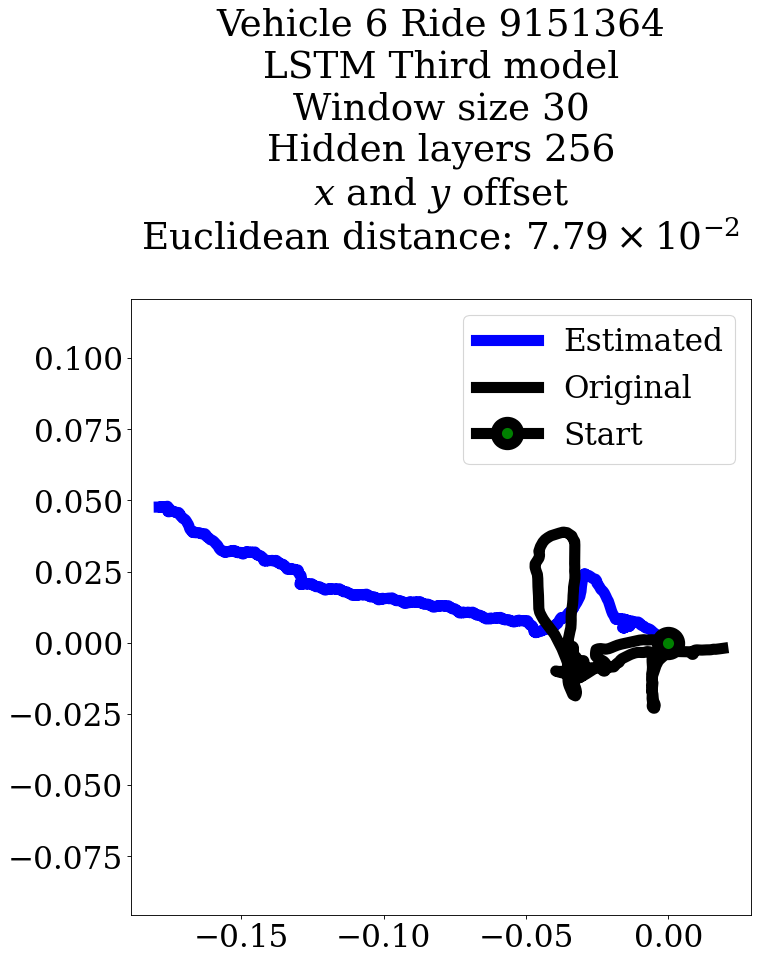 Vehicle 6 Ride 9151364
LSTM Third model
Window size 30
Hidden layers 256
x and y offset
Euclidean distance: 7.79 × 10⁻²
Estimated
Original
Start
0.100
0.075
0.050
0.025
0.000
−0.025
−0.050
−0.075
−0.15 −0.10 −0.05 0.00